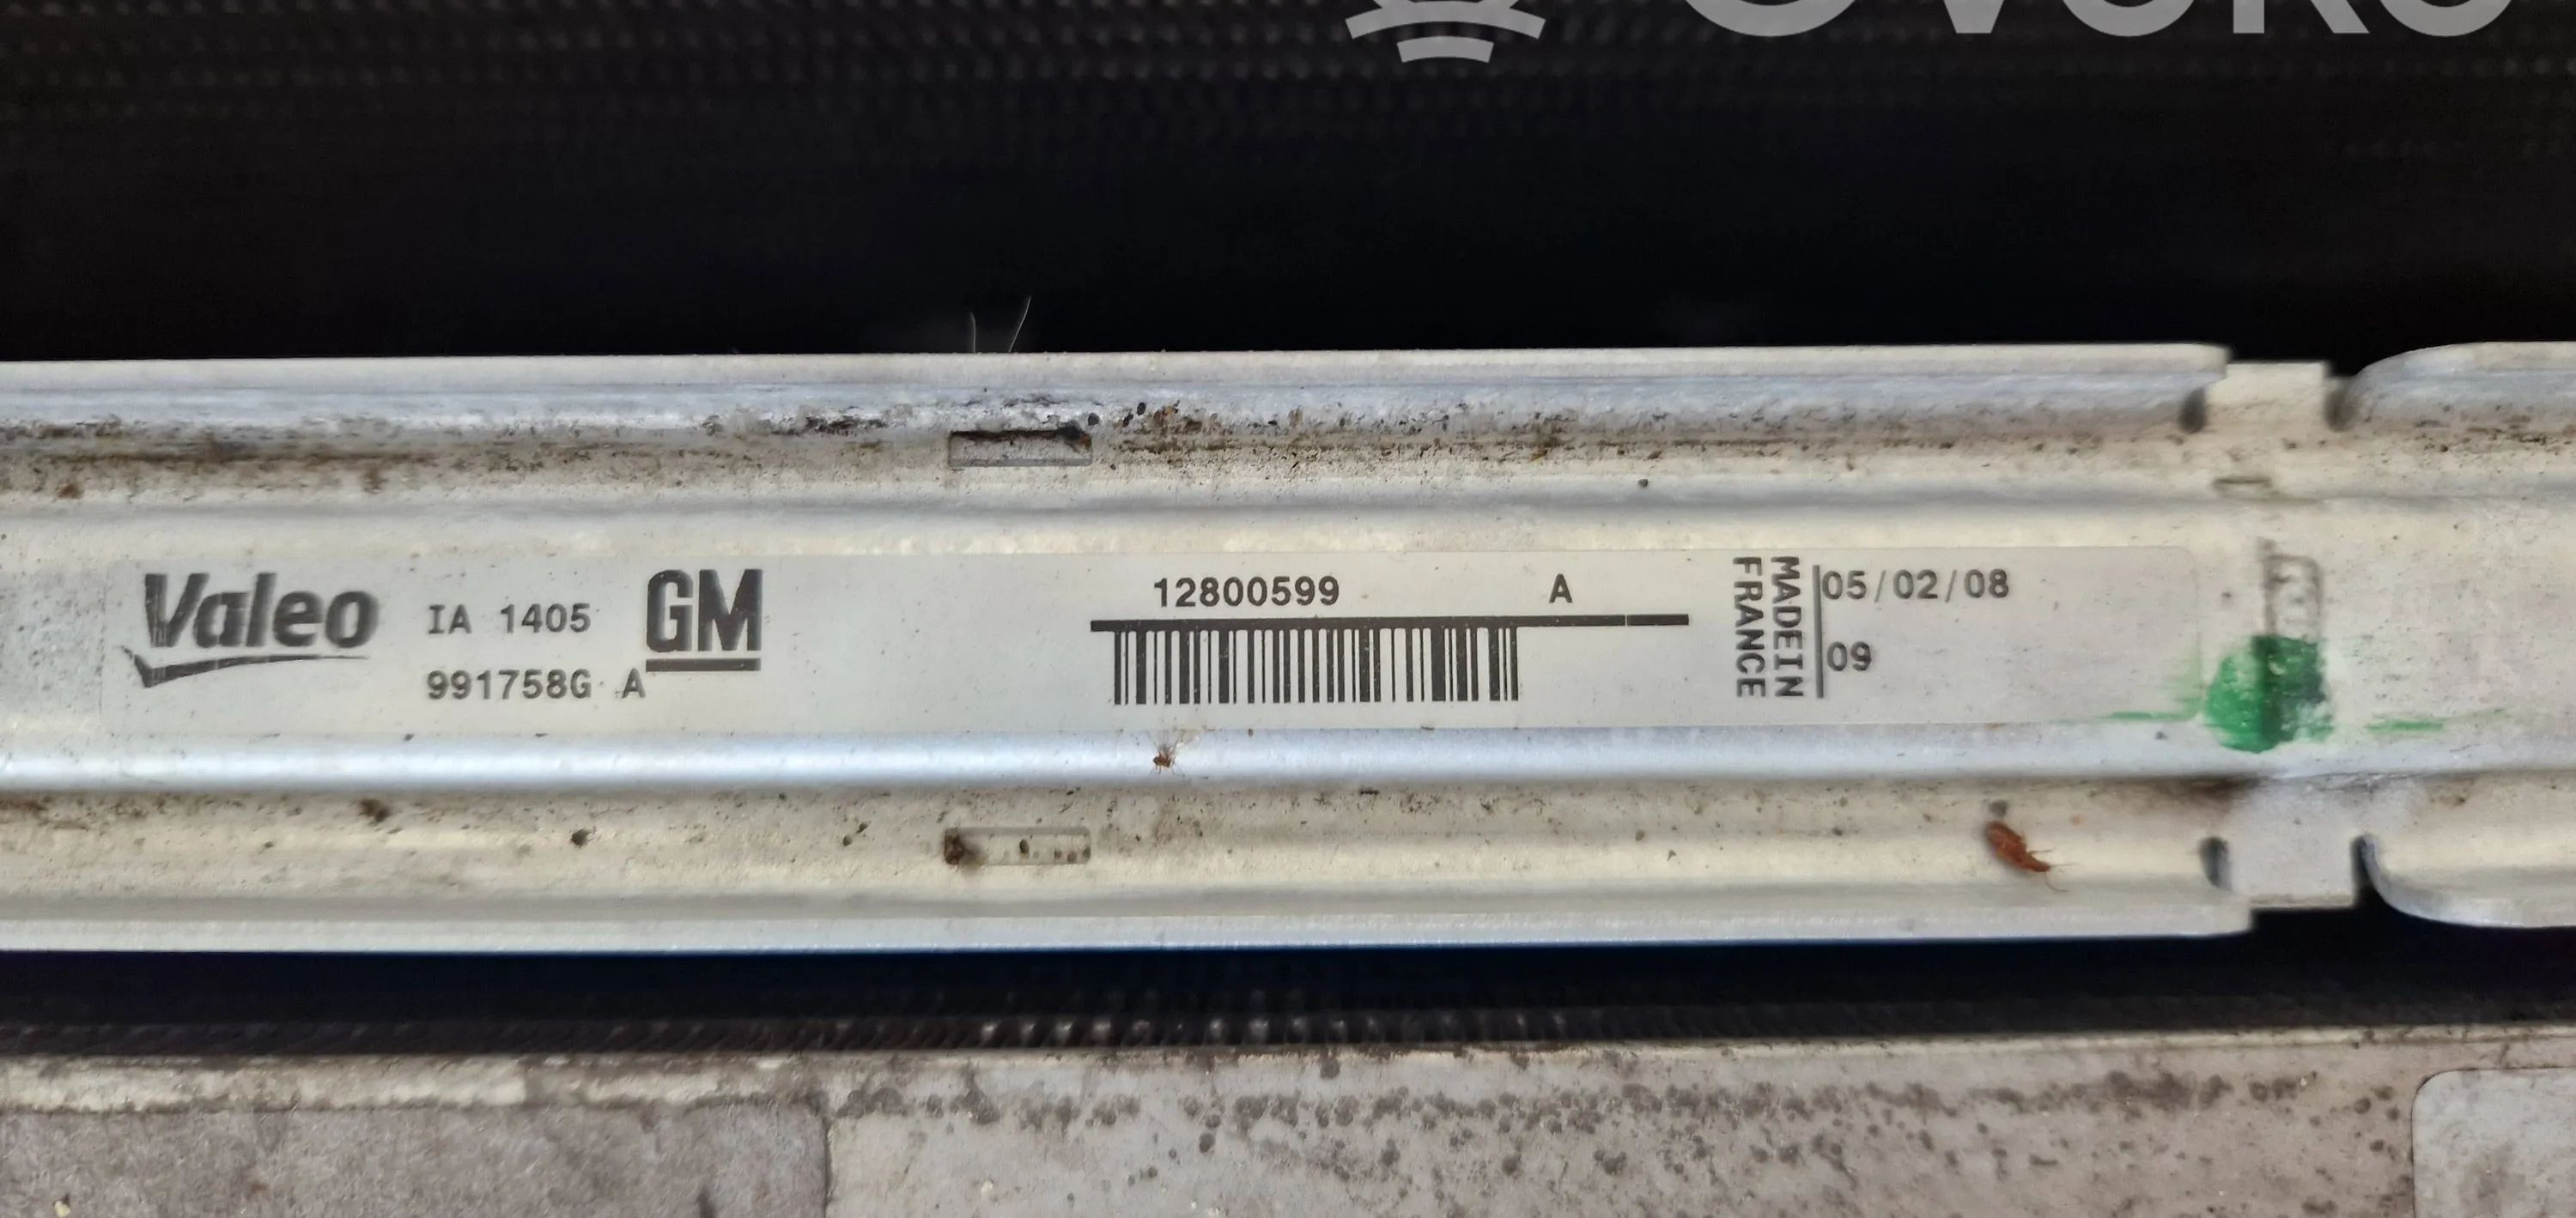 Valeo
IA 1405
991758G A
GM
12800599 A
MADE IN
FRANCE
05/02/08
09